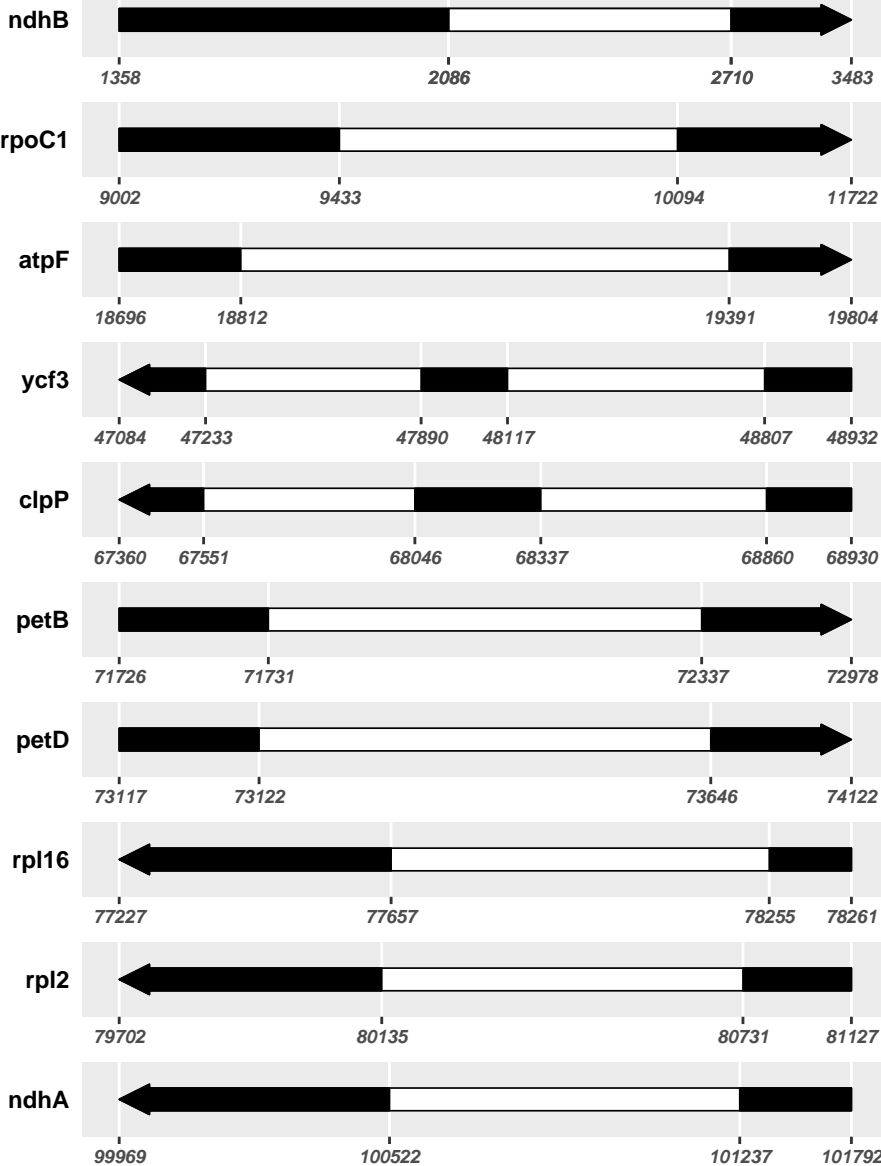 ndhB
1358 2086 2710 3483
rpoC1
9002 9433 10094 11722
atpF
18696 18812 19391 19804
ycf3
47084 47233 47890 48117 48807 48932
clpP
67360 67551 68046 68337 68860 68930
petB
71726 71731 72337 72978
petD
73117 73122 73646 74122
rpl16
77227 77657 78255 78261
rpl2
79702 80135 80731 81127
ndhA
99969 100522 101237 101792